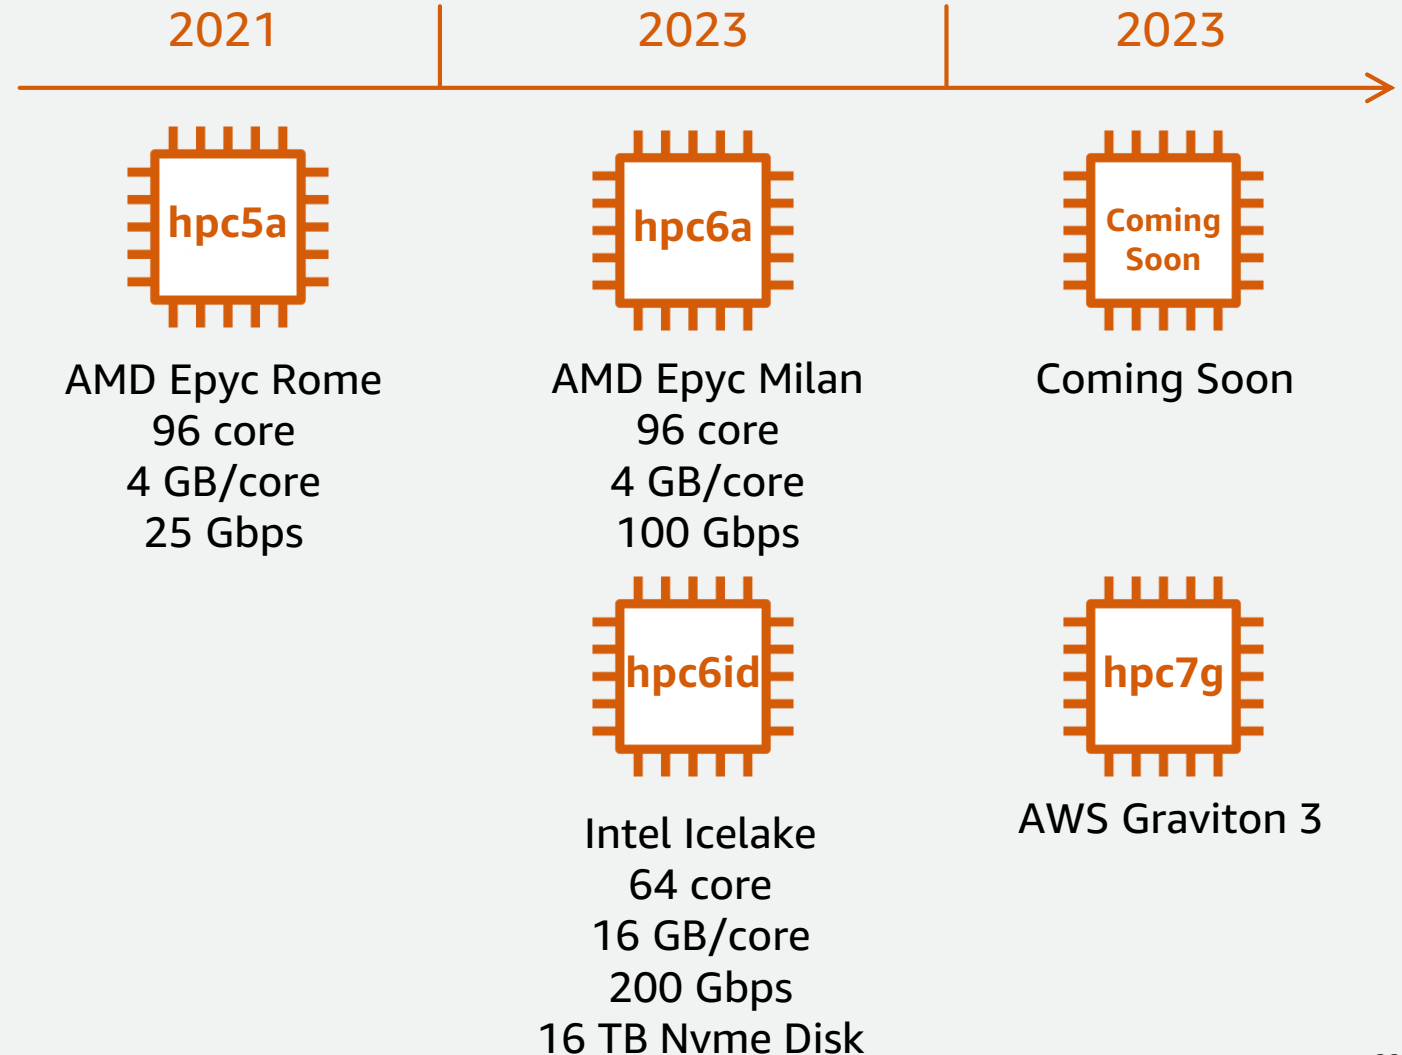 2021
2023
2023
hpc5a
AMD Epyc Rome
96 core
4 GB/core
25 Gbps
hpc6a
AMD Epyc Milan
96 core
4 GB/core
100 Gbps
hpc6id
Intel Icelake
64 core
16 GB/core
200 Gbps
16 TB Nvme Disk
Coming
Soon
Coming Soon
hpc7g
AWS Graviton 3